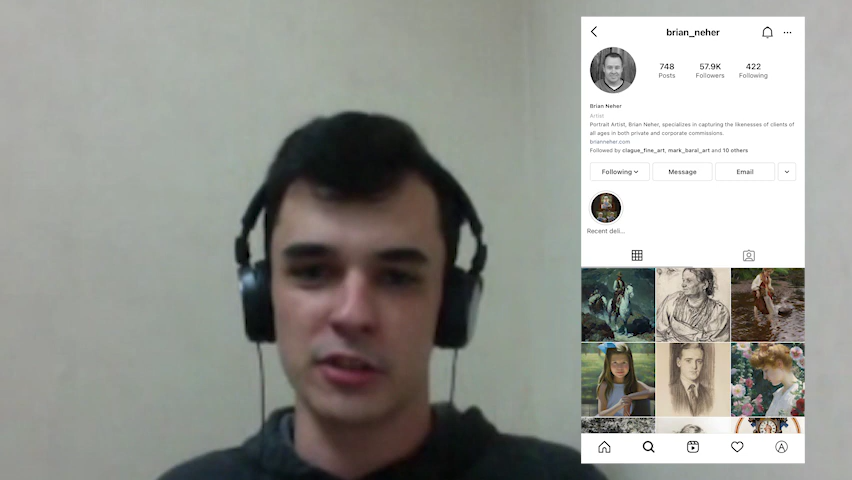 brian_neher
748 57.9K 422
Posts Followers Following
Brian Neher
Artist
Portrait Artist, Brian Neher, specializes in capturing the likenesses of clients of
all ages in both private and corporate commissions.
brianneher.com
Followed by clague_fine_art, mark_baral_art and 10 others
Following Message Email
Recent deli...